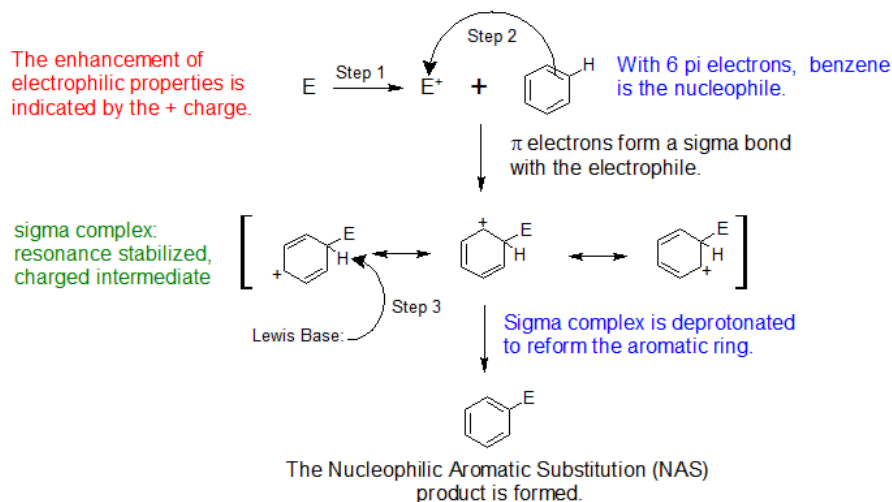 The enhancement of
electrophilic properties is
indicated by the + charge.
E
Step 1
E+
+
Step 2
H
With 6 pi electrons, benzene
is the nucleophile.
π electrons form a sigma bond
with the electrophile.
sigma complex:
resonance stabilized,
charged intermediate
+
E
H
+
E
H
E
H
+
Lewis Base:
Step 3
Sigma complex is deprotonated
to reform the aromatic ring.
E
The Nucleophilic Aromatic Substitution (NAS)
product is formed.